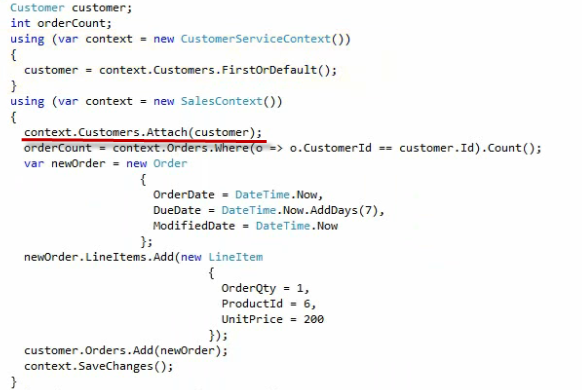 Customer customer;
int orderCount;
using (var context = new CustomerServiceContext())
{
customer = context.Customers.FirstOrDefault();
}
using (var context = new SalesContext())
{
context.Customers.Attach(customer);
orderCount = context.Orders.Where(o => o.CustomerId == customer.Id).Count();
var newOrder = new Order
{
OrderDate = DateTime.Now,
DueDate = DateTime.Now.AddDays(7),
ModifiedDate = DateTime.Now
};
newOrder.LineItems.Add(new LineItem
{
OrderQty = 1,
ProductId = 6,
UnitPrice = 200
});
customer.Orders.Add(newOrder);
context.SaveChanges();
}